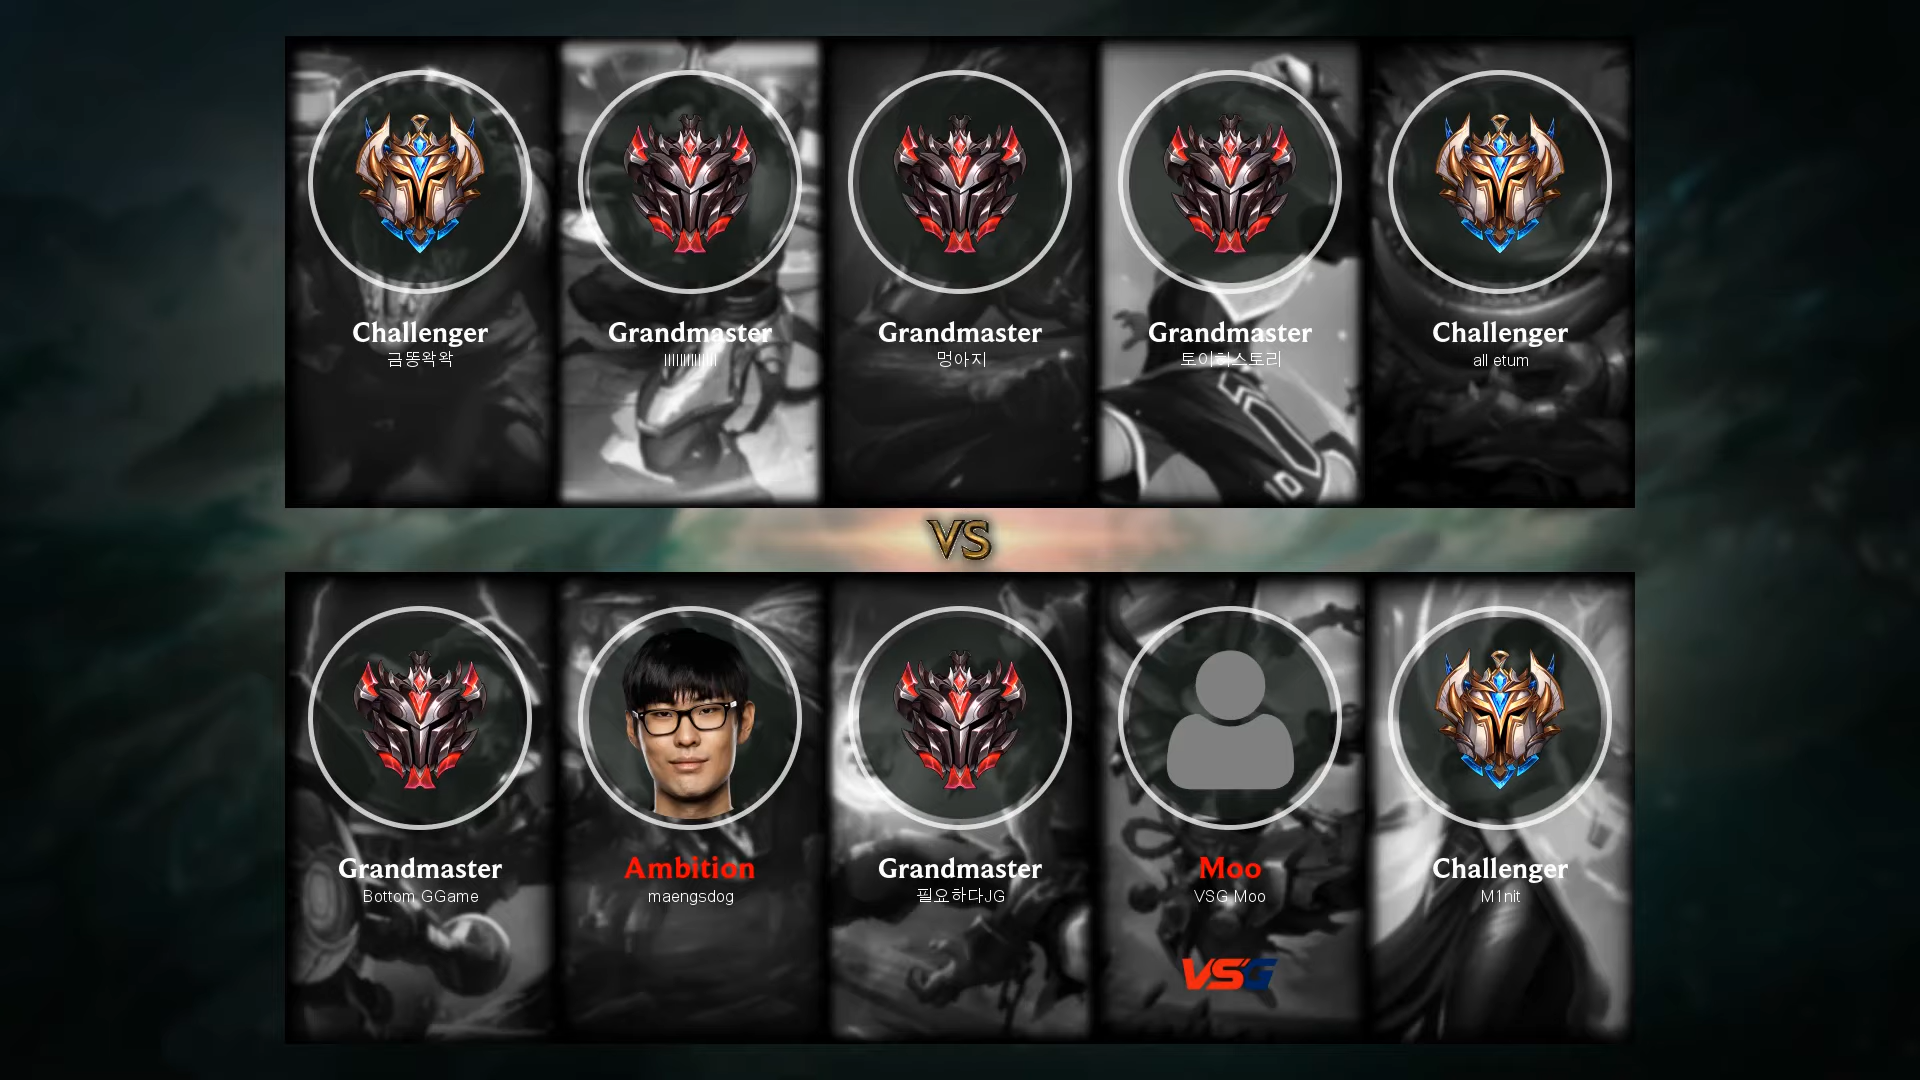 Challenger
금똥왁왁
Grandmaster
Grandmaster
멍아지
Grandmaster
토이히스토리
Challenger
all etum
VS
Grandmaster
Bottom GGame
Ambition
maengsdog
Grandmaster
필요하다JG
Moo
VSG Moo
VSG
Challenger
M1nit
10